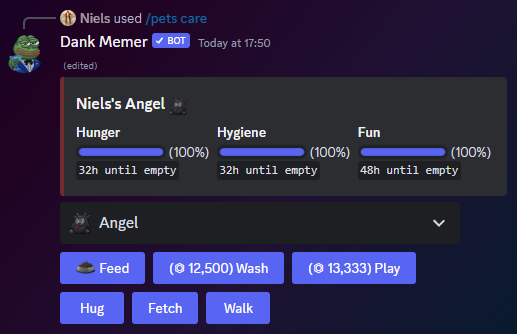 Niels used /pets care
Dank Memer ✓ BOT Today at 17:50
(edited)
Niels's Angel
Hunger Hygiene Fun
(100%) (100%) (100%)
32h until empty 32h until empty 48h until empty
Angel
Feed (⏣ 12,500) Wash (⏣ 13,333) Play
Hug Fetch Walk